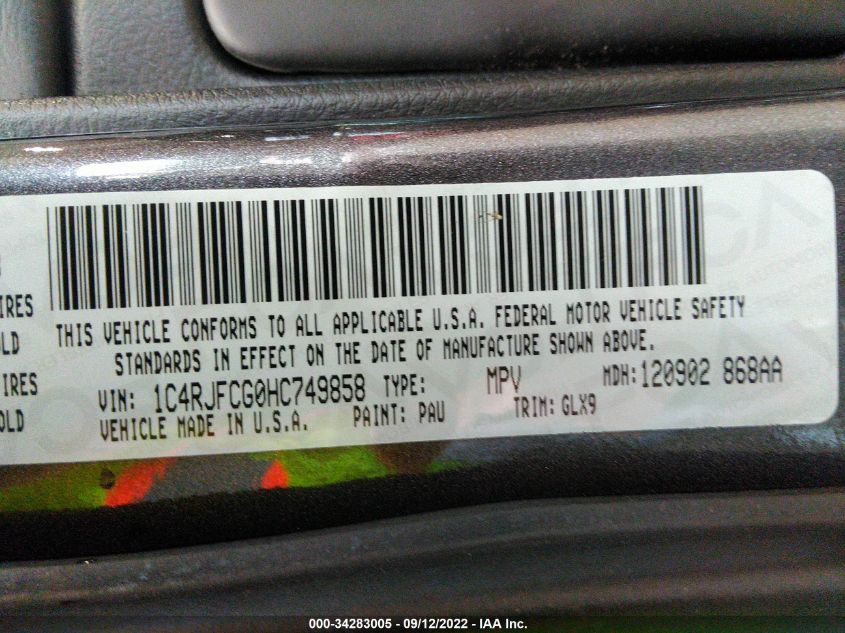 IRES
OLD
IRES
OLD
THIS VEHICLE CONFORMS TO ALL APPLICABLE U.S.A. FEDERAL MOTOR VEHICLE SAFETY
STANDARDS IN EFFECT ON THE DATE OF MANUFACTURE SHOWN ABOVE.
VIN: 1C4RJFCG0HC749858 TYPE: MPV MDH: 120902 868AA
VEHICLE MADE IN U.S.A. PAINT: PAU TRIM: GLX9
000-34283005 - 09/12/2022 - IAA Inc.